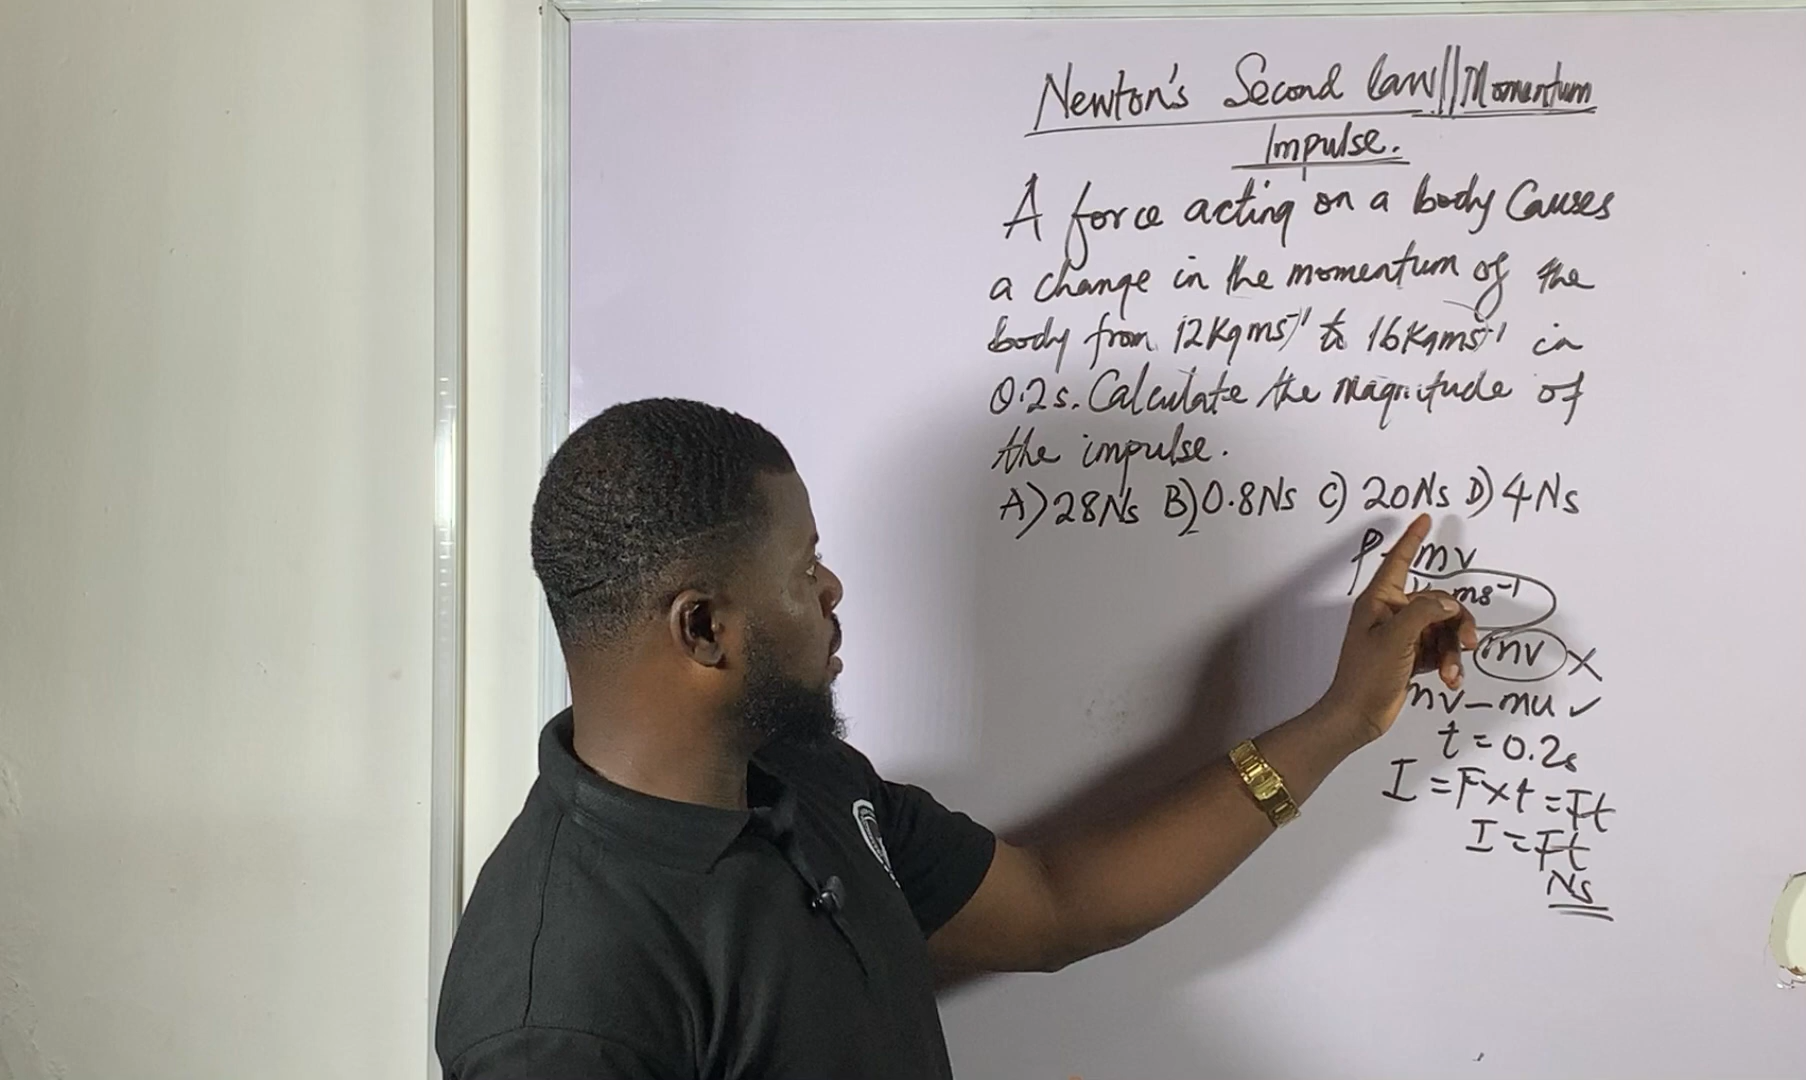 Newton's Second law||Momentum
Impulse.
A force acting on a body Causes
a change in the momentum of the
body from 12Kgms⁻¹ to 16Kgms⁻¹ in
0.2s. Calculate the magnitude of
the impulse.
A) 28Ns B) 0.8Ns C) 20Ns D) 4Ns
P mv
ms⁻¹
mv X
mv - mu ✓
t = 0.2s
I = F x t = Ft
I = Ft
Ns